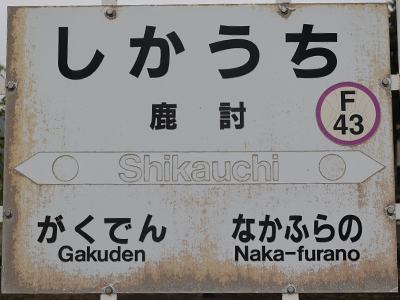 しかうち
鹿討
F
43
Shikauchi
がくでん なかふらの
Gakuden Naka-furano